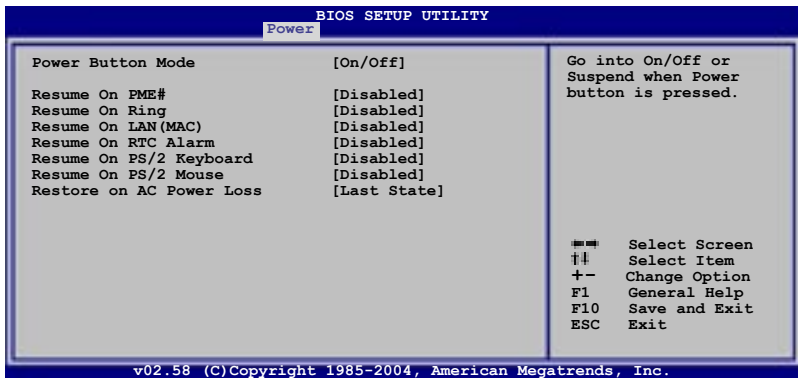 BIOS SETUP UTILITY
Power
Power Button Mode [On/Off]
Resume On PME# [Disabled]
Resume On Ring [Disabled]
Resume On LAN(MAC) [Disabled]
Resume On RTC Alarm [Disabled]
Resume On PS/2 Keyboard [Disabled]
Resume On PS/2 Mouse [Disabled]
Restore on AC Power Loss [Last State]
Go into On/Off or
Suspend when Power
button is pressed.
←→ Select Screen
↑↓ Select Item
+- Change Option
F1 General Help
F10 Save and Exit
ESC Exit
v02.58 (C)Copyright 1985-2004, American Megatrends, Inc.